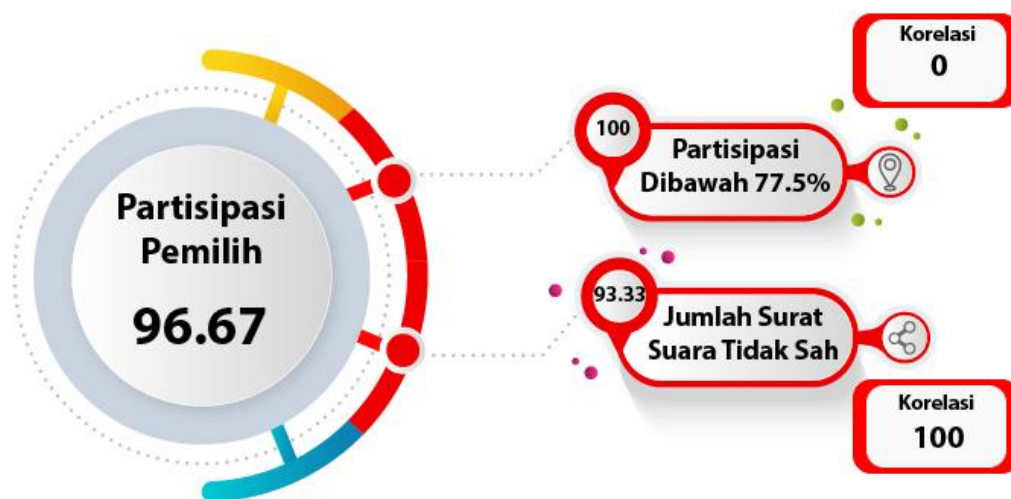 Partisipasi
Pemilih
96.67
Korelasi
0
100
Partisipasi
Dibawah 77.5%
93.33
Jumlah Surat
Suara Tidak Sah
Korelasi
100